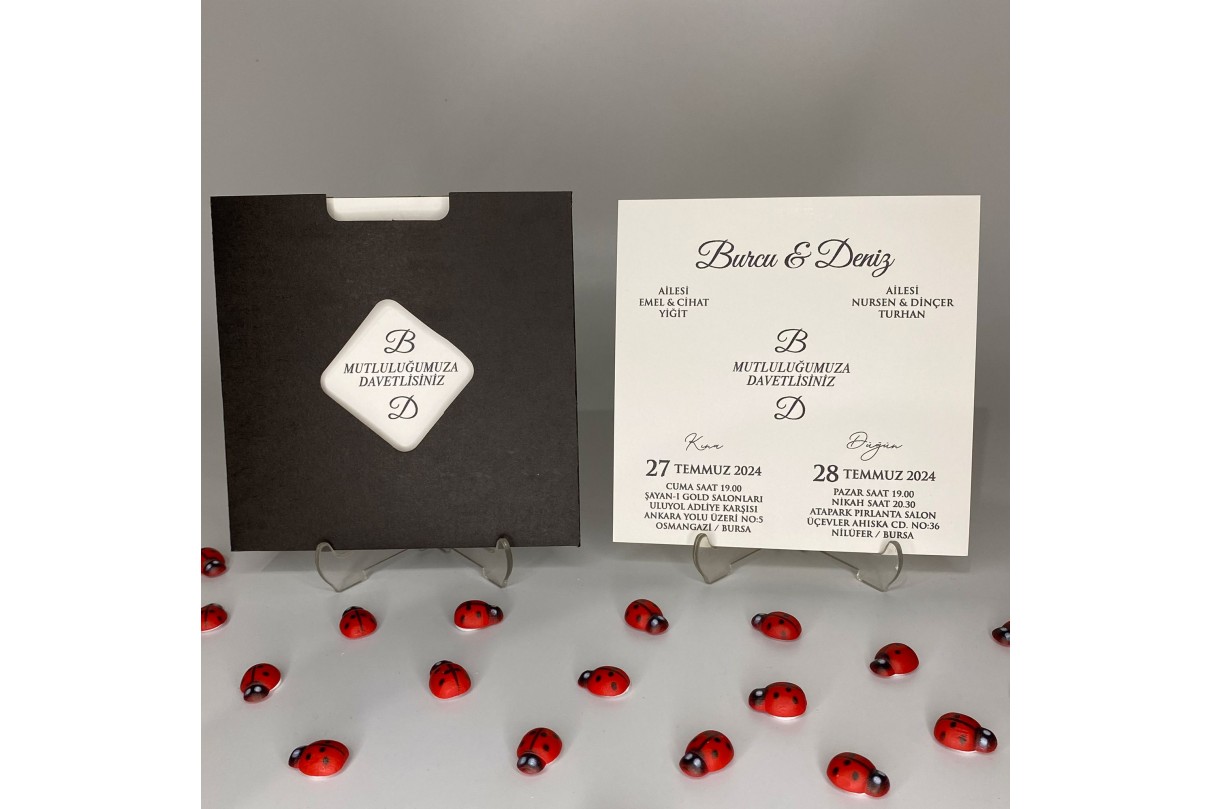 B
MUTLULUĞUMUZA
DAVETLİSİNİZ
D
Burcu & Deniz
AİLESİ
EMEL & CİHAT
YİĞİT
AİLESİ
NURSEN & DİNÇER
TURHAN
B
MUTLULUĞUMUZA
DAVETLİSİNİZ
D
Kına
27 TEMMUZ 2024
CUMA SAAT 19.00
ŞAYAN-I GOLD SALONLARI
ULUYOL ADLİYE KARŞISI
ANKARA YOLU ÜZERİ NO:5
OSMANGAZİ / BURSA
Düğün
28 TEMMUZ 2024
PAZAR SAAT 19.00
NİKAH SAAT 20.30
ATAPARK PIRLANTA SALON
ÜÇEVLER AHISKA CD. NO:36
NİLÜFER / BURSA